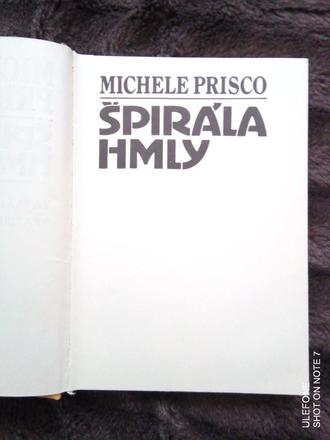 MICHELE PRISCO
ŠPIRÁLA
HMLY
ULEFONE
SHOT ON NOTE 7